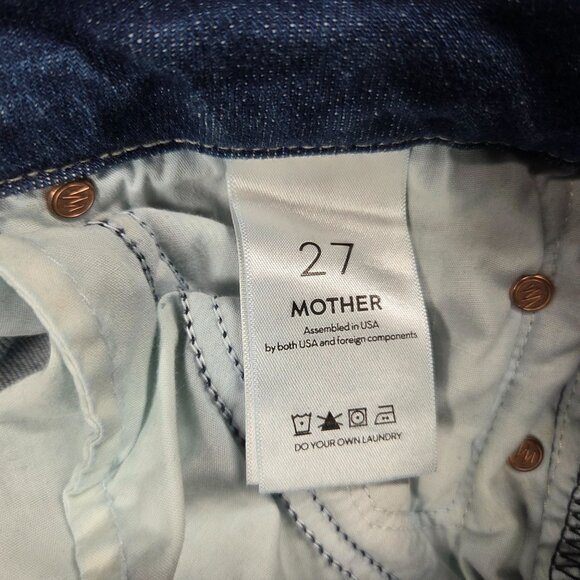 27
MOTHER
Assembled in USA
by both USA and foreign components
DO YOUR OWN LAUNDRY